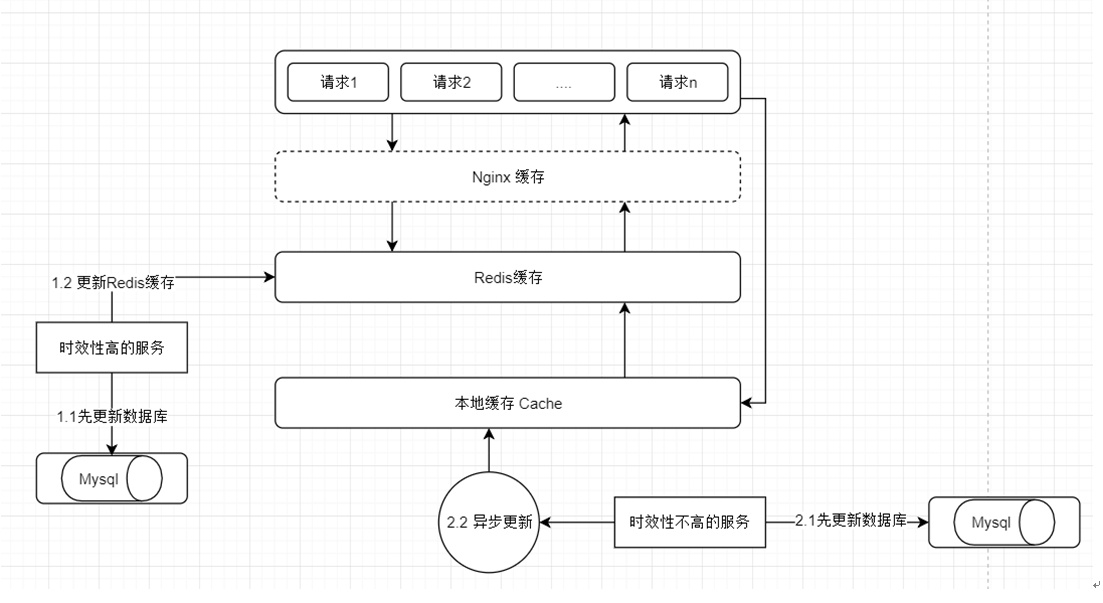 请求1
请求2
....
请求n
Nginx 缓存
1.2 更新Redis缓存
Redis缓存
时效性高的服务
本地缓存 Cache
1.1先更新数据库
Mysql
2.2 异步更新
时效性不高的服务
2.1先更新数据库
Mysql